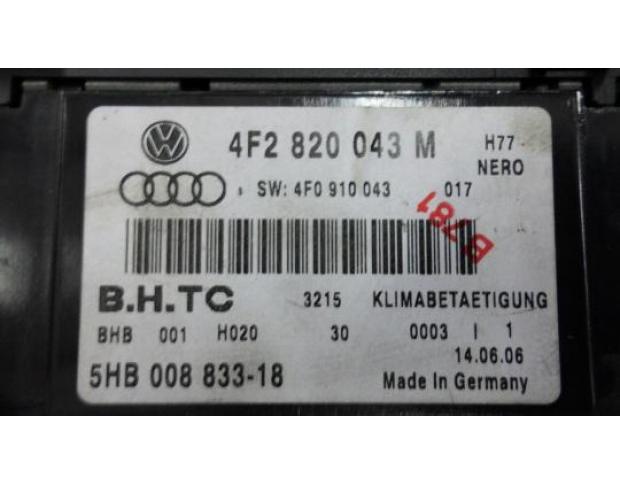 4F2 820 043 M H77
NERO
SW: 4F0 910 043 017
B781
B.H.TC 3215 KLIMABETAETIGUNG
BHB 001 H020 30 0003 I 1
14.06.06
5HB 008 833-18 Made In Germany